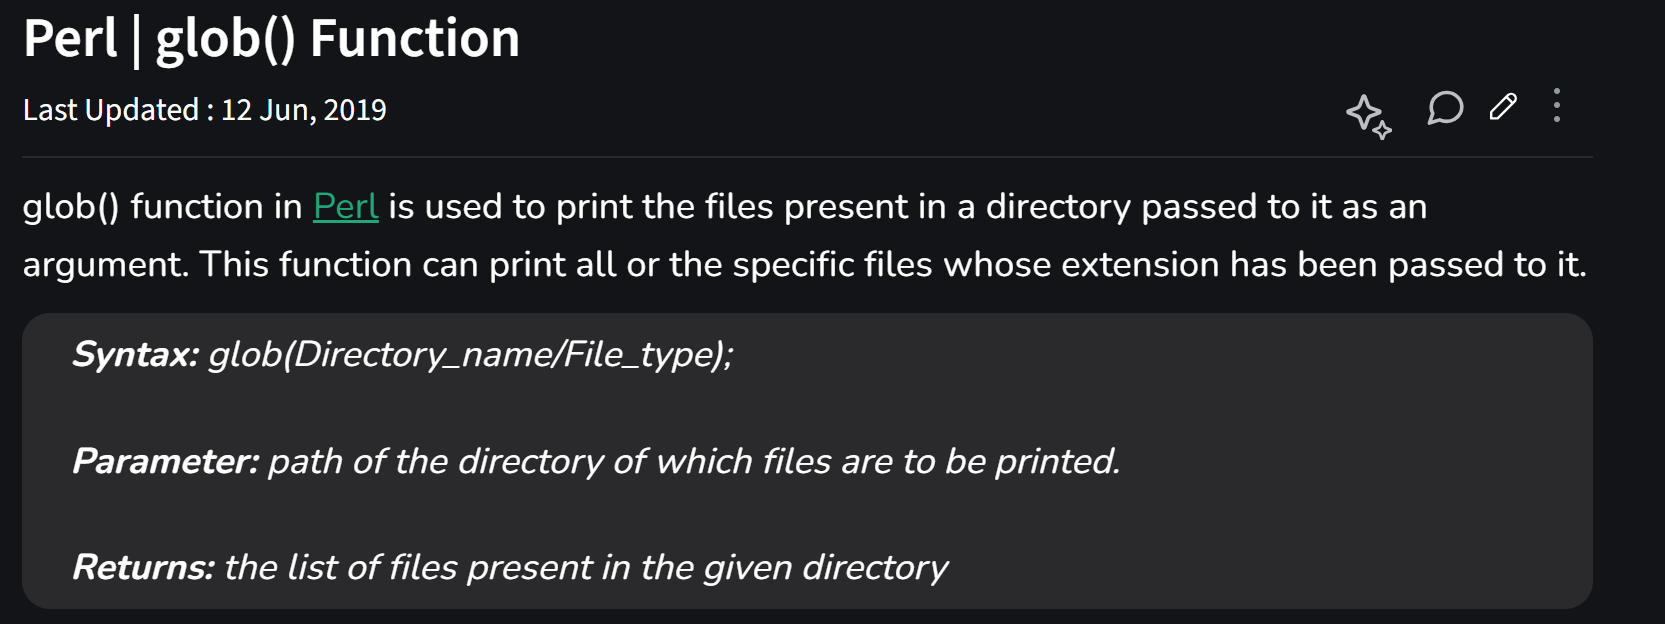 Perl | glob() Function
Last Updated : 12 Jun, 2019
glob() function in Perl is used to print the files present in a directory passed to it as an
argument. This function can print all or the specific files whose extension has been passed to it.
Syntax: glob(Directory_name/File_type);
Parameter: path of the directory of which files are to be printed.
Returns: the list of files present in the given directory